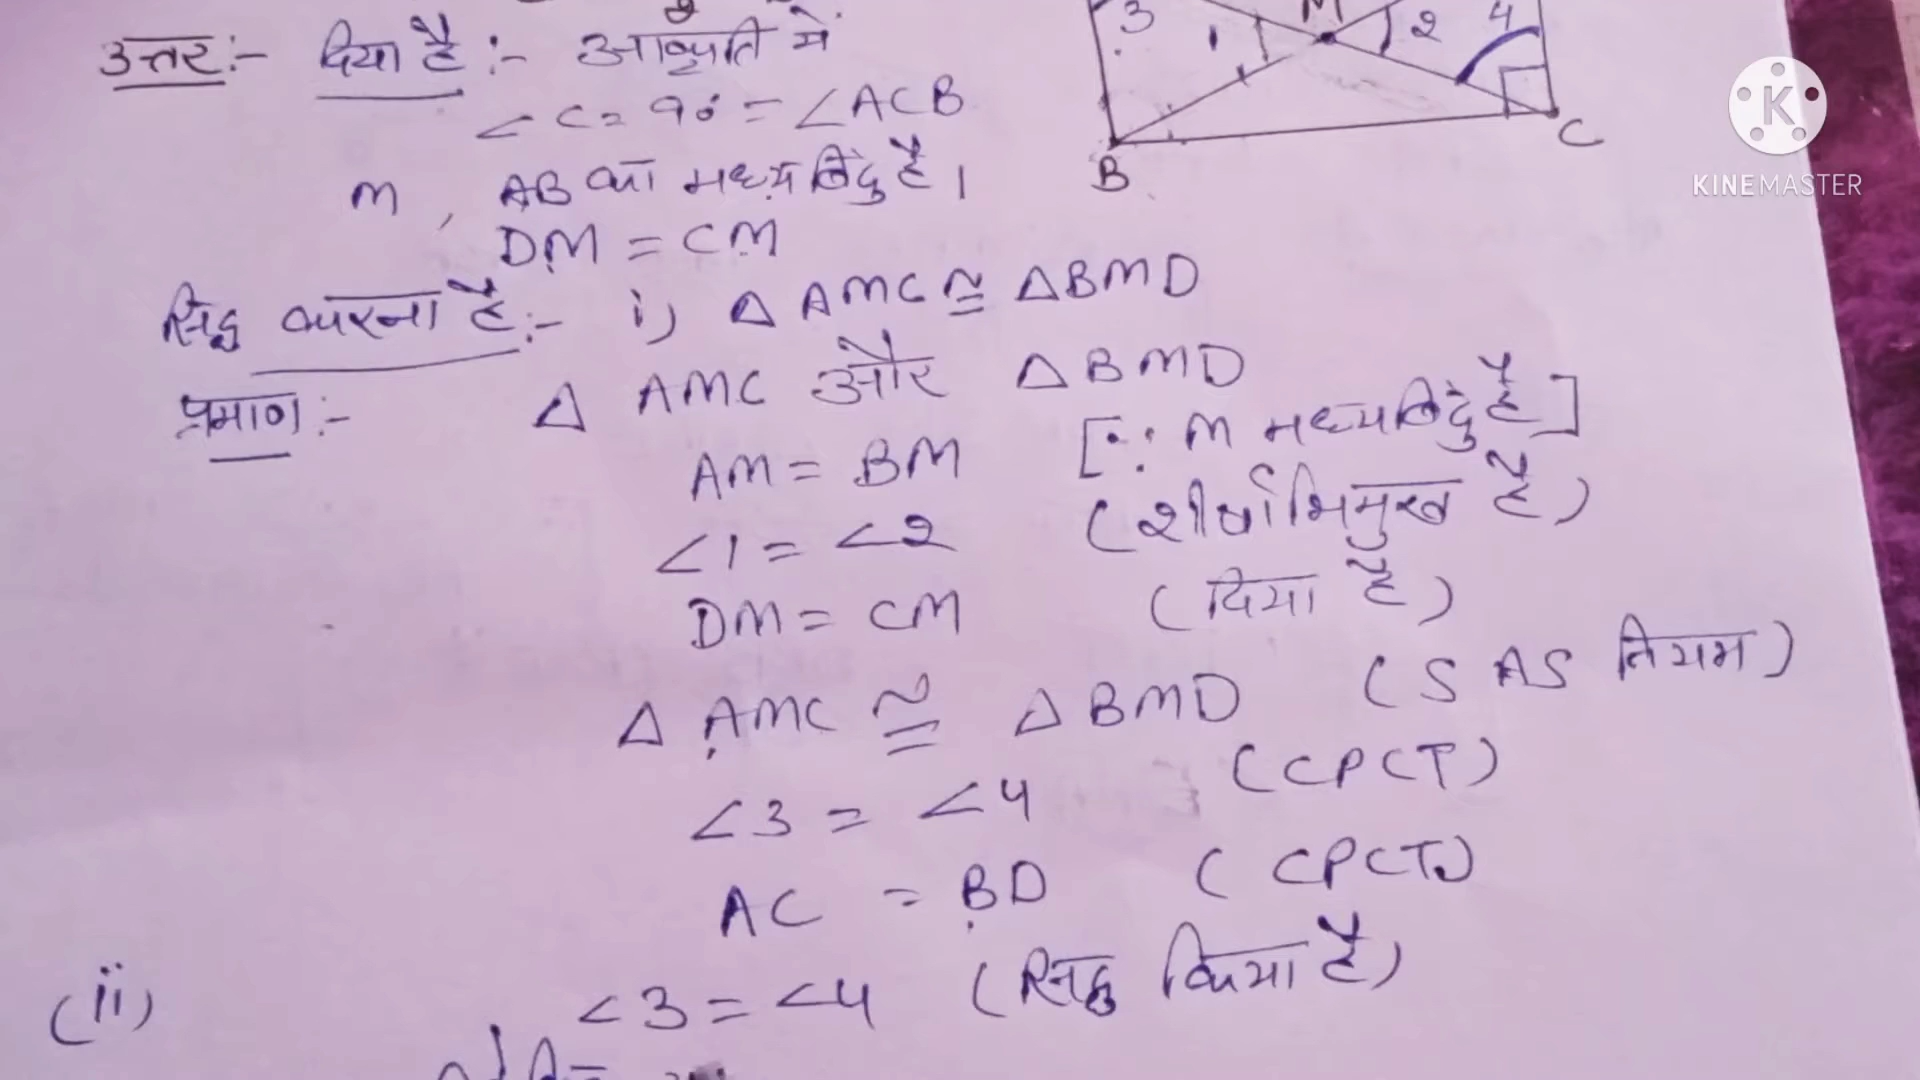 उत्तर:- दिया है:- आकृति में
∠C = 90° = ∠ACB
M, AB का मध्य बिंदु है।
DM = CM
सिद्ध करना है:- i) △AMC ≅ △BMD
प्रमाण:- △ AMC और △BMD
AM = BM [∵ M मध्यबिंदु है]
∠1 = ∠2 (शीर्षाभिमुख है)
DM = CM (दिया है)
△ AMC ≅ △BMD (SAS नियम)
∠3 = ∠4 (CPCT)
AC = BD (CPCT)
(ii) ∠3 = ∠4 (सिद्ध किया है)
3 1 M 2 4
B C
K
KINEMASTER